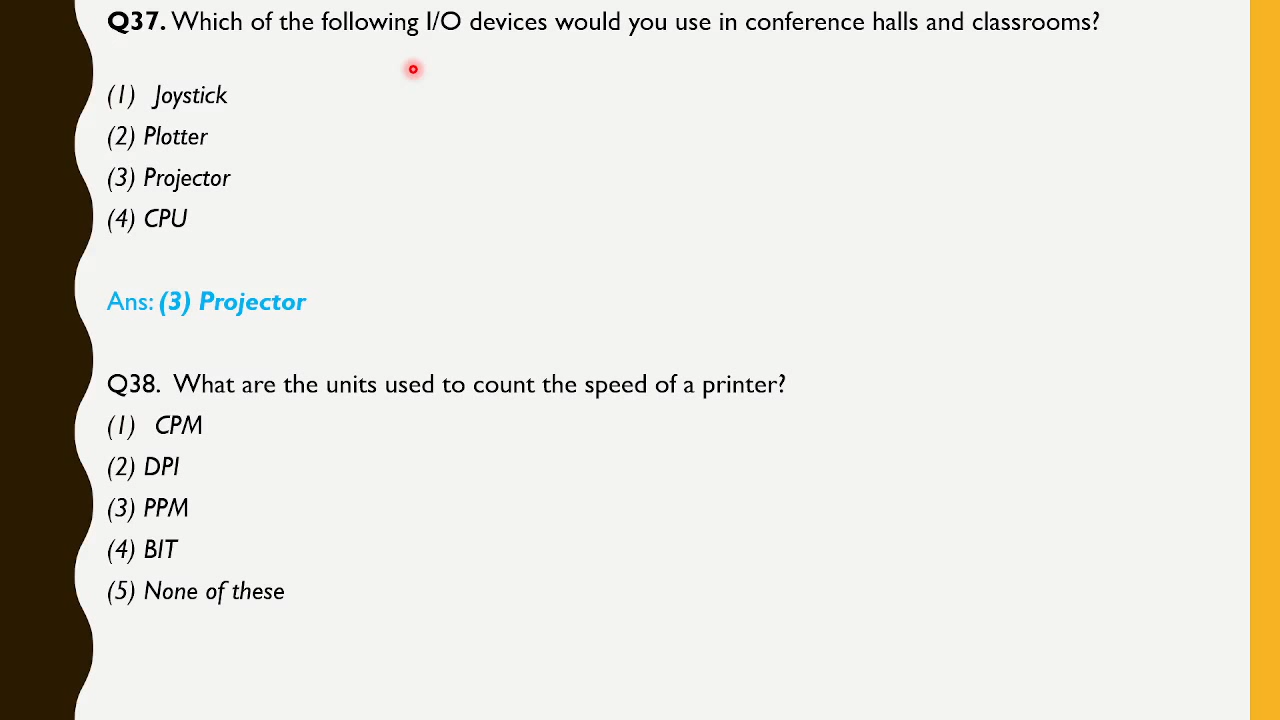 Q37. Which of the following I/O devices would you use in conference halls and classrooms?
(1) Joystick
(2) Plotter
(3) Projector
(4) CPU
Ans: (3) Projector
Q38. What are the units used to count the speed of a printer?
(1) CPM
(2) DPI
(3) PPM
(4) BIT
(5) None of these